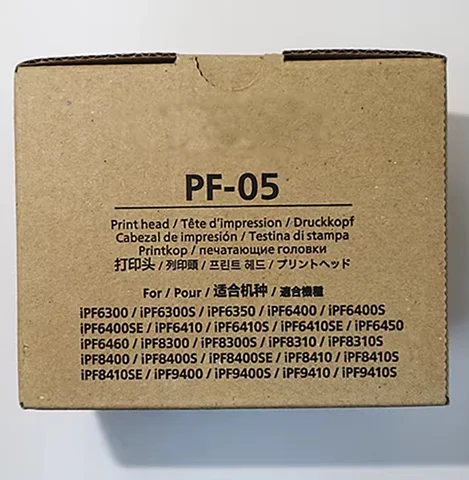 PF-05
Print head / Tête d'impression / Druckkopf
Cabezal de impresión / Testina di stampa
Printkop / печатающие головки
打印头 / 列印頭 / 프린트 헤드 / プリントヘッド
For / Pour / 适合机种 / 適合機種
iPF6300 / iPF6300S / iPF6350 / iPF6400 / iPF6400S
iPF6400SE / iPF6410 / iPF6410S / iPF6410SE / iPF6450
iPF6460 / iPF8300 / iPF8300S / iPF8310 / iPF8310S
iPF8400 / iPF8400S / iPF8400SE / iPF8410 / iPF8410S
iPF8410SE / iPF9400 / iPF9400S / iPF9410 / iPF9410S